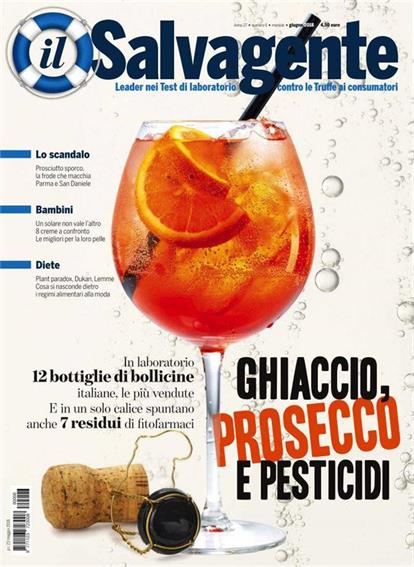 Anno 27 • numero 6 • mensile • giugno 2018 4,50 euro
il Salvagente
Leader nei Test di laboratorio contro le Truffe ai consumatori
Lo scandalo
Prosciutto sporco,
la frode che macchia
Parma e San Daniele
Bambini
Un solare non vale l'altro
8 creme a confronto
Le migliori per la loro pelle
Diete
Plant paradox, Dukan, Lemme
Cosa si nasconde dietro
i regimi alimentari alla moda
In laboratorio
12 bottiglie di bollicine
italiane, le più vendute
E in un solo calice spuntano
anche 7 residui di fitofarmaci
GHIACCIO,
PROSECCO
E PESTICIDI